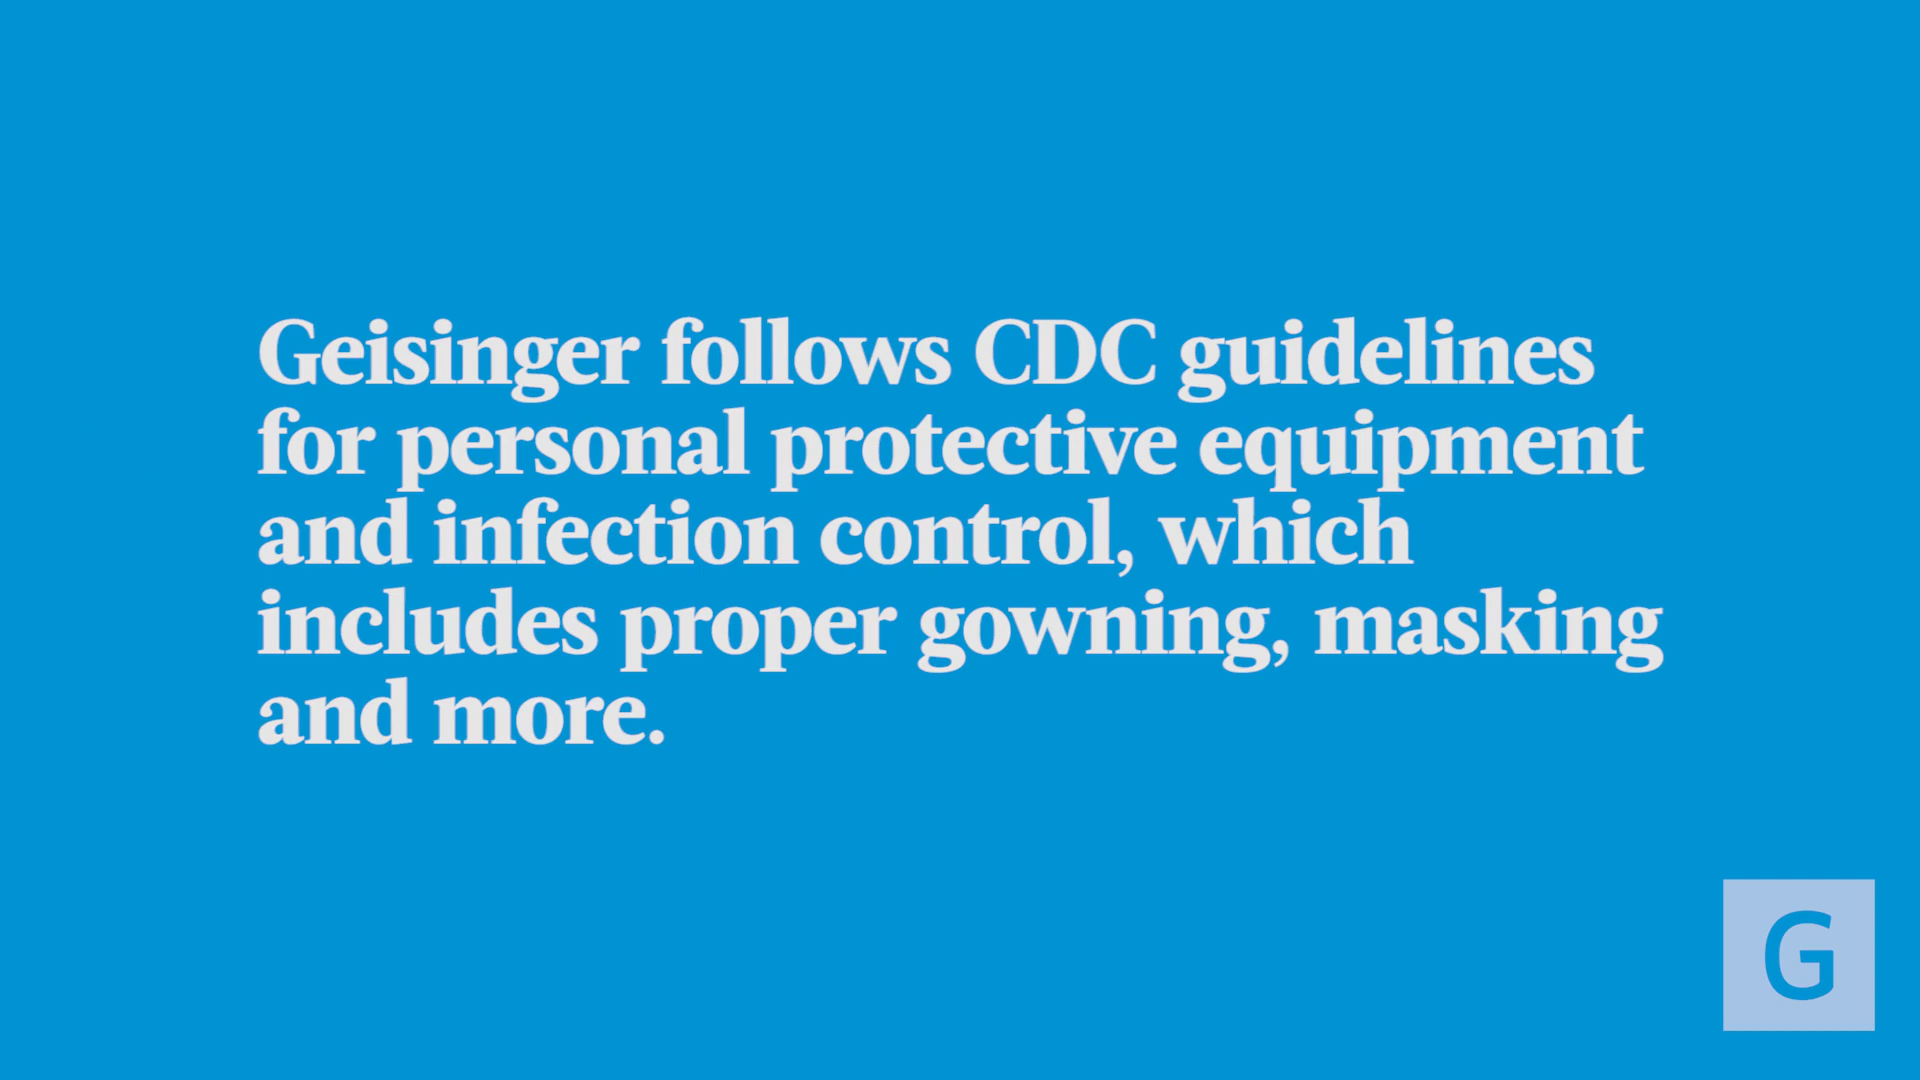 Geisinger follows CDC guidelines
for personal protective equipment
and infection control, which
includes proper gowning, masking
and more.
G